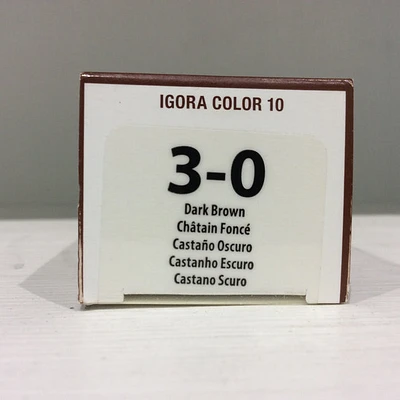 IGORA COLOR 10
3-0
Dark Brown
Châtain Foncé
Castaño Oscuro
Castanho Escuro
Castano Scuro